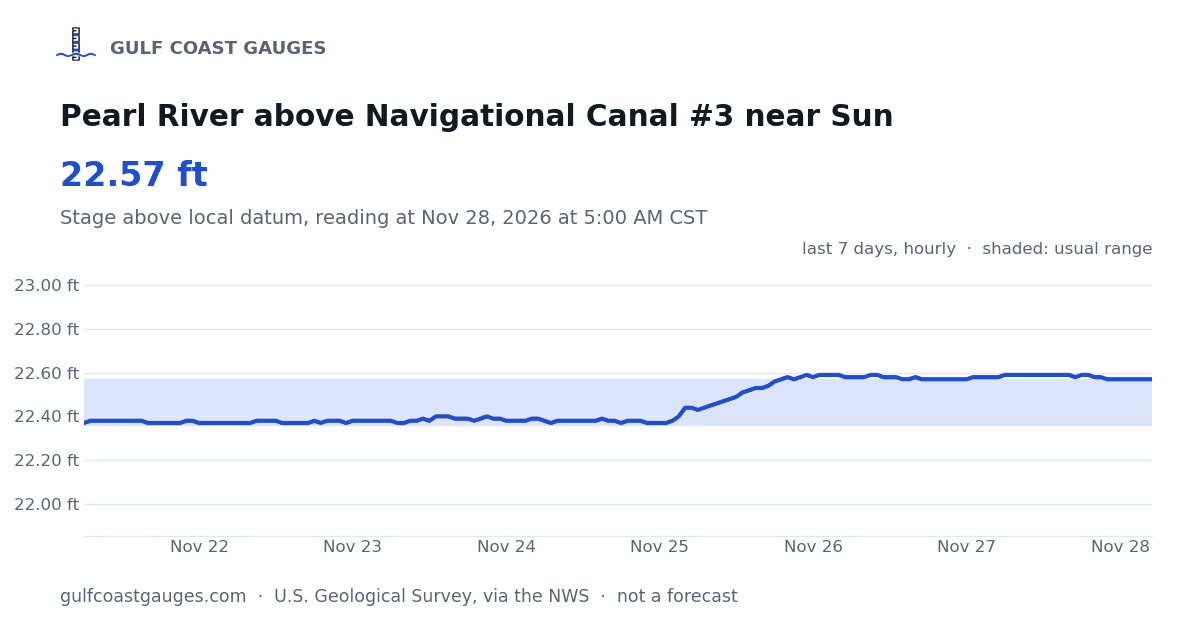 GULF COAST GAUGES
Pearl River above Navigational Canal #3 near Sun
22.57 ft
Stage above local datum, reading at Nov 28, 2026 at 5:00 AM CST
last 7 days, hourly · shaded: usual range
23.00 ft
22.80 ft
22.60 ft
22.40 ft
22.20 ft
22.00 ft
Nov 22 Nov 23 Nov 24 Nov 25 Nov 26 Nov 27 Nov 28
gulfcoastgauges.com · U.S. Geological Survey, via the NWS · not a forecast